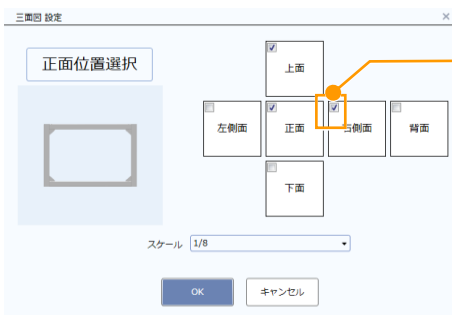 三面図 設定
正面位置選択
上面
左側面
正面
右側面
背面
下面
スケール 1/8
OK
キャンセル